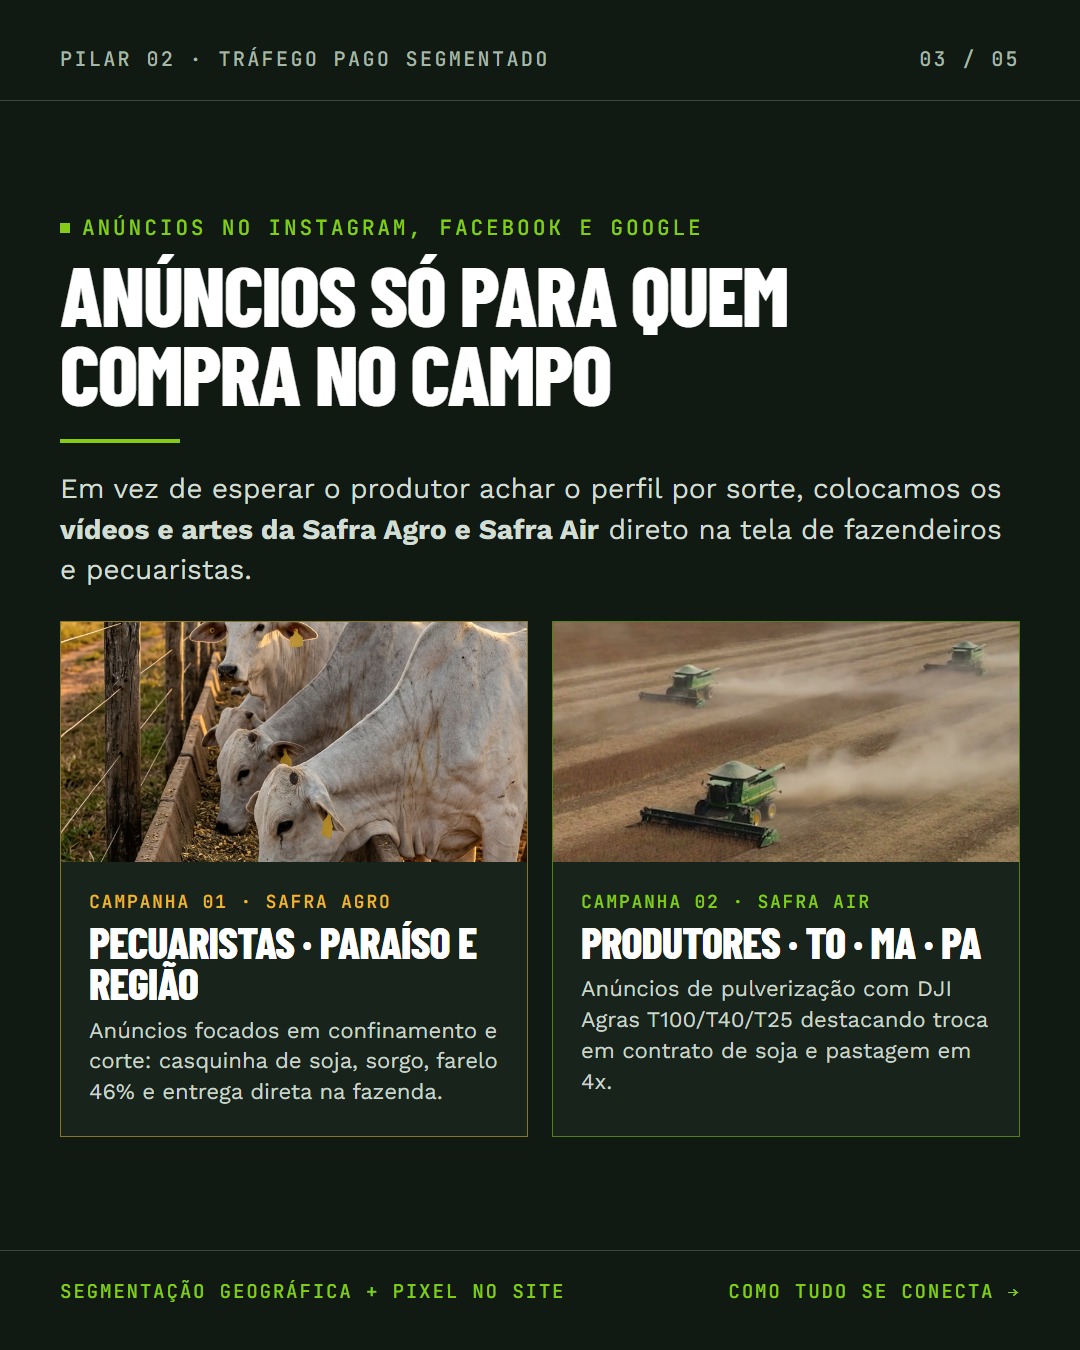 PILAR 02 · TRÁFEGO PAGO SEGMENTADO
03 / 05
ANÚNCIOS NO INSTAGRAM, FACEBOOK E GOOGLE
ANÚNCIOS SÓ PARA QUEM
COMPRA NO CAMPO
Em vez de esperar o produtor achar o perfil por sorte, colocamos os
vídeos e artes da Safra Agro e Safra Air direto na tela de fazendeiros
e pecuaristas.
CAMPANHA 01 · SAFRA AGRO
PECUARISTAS · PARAÍSO E
REGIÃO
Anúncios focados em confinamento e
corte: casquinha de soja, sorgo, farelo
46% e entrega direta na fazenda.
CAMPANHA 02 · SAFRA AIR
PRODUTORES · TO · MA · PA
Anúncios de pulverização com DJI
Agras T100/T40/T25 destacando troca
em contrato de soja e pastagem em
4x.
SEGMENTAÇÃO GEOGRÁFICA + PIXEL NO SITE
COMO TUDO SE CONECTA →